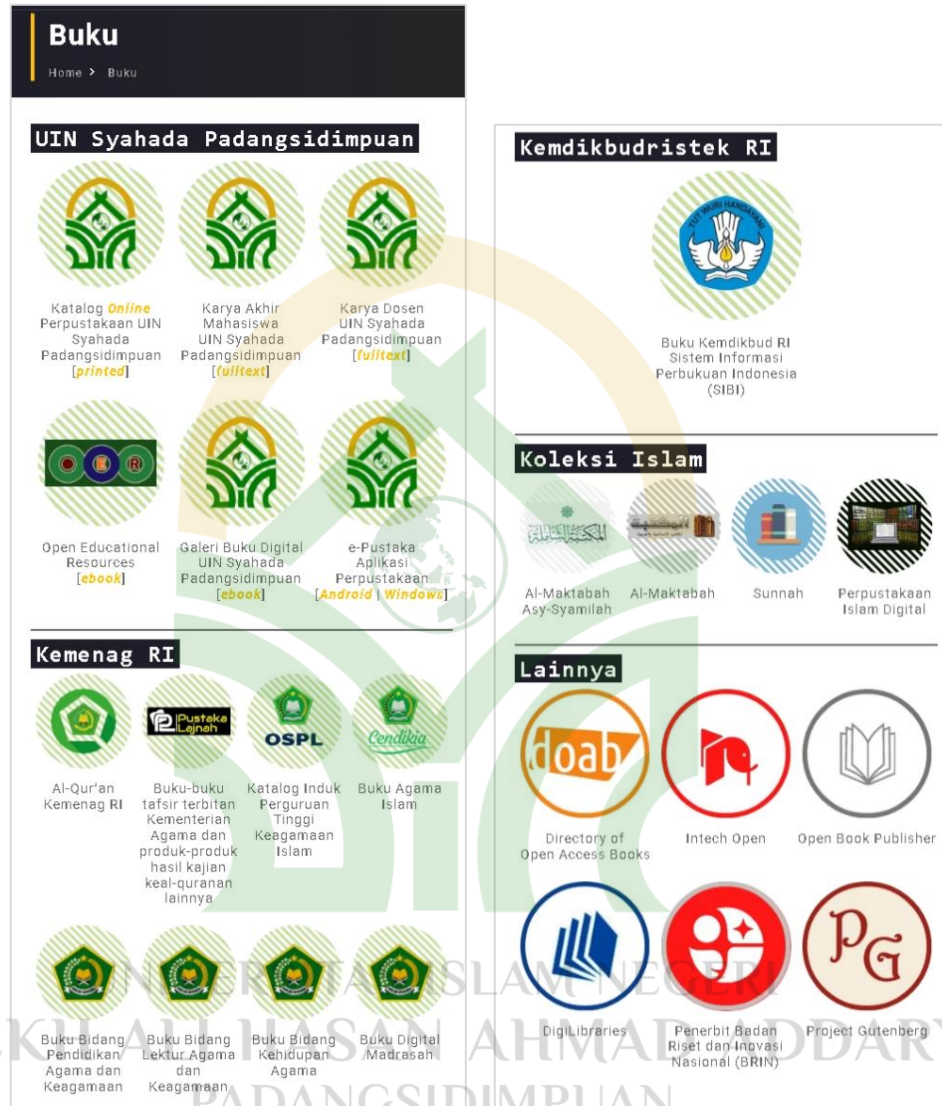 Buku
Home > Buku
UIN Syahada Padangsidimpuan
Katalog Online
Perpustakaan UIN
Syahada
Padangsidimpuan
[printed]
Karya Akhir
Mahasiswa
UIN Syahada
Padangsidimpuan
[fulltext]
Karya Dosen
UIN Syahada
Padangsidimpuan
[fulltext]
O E R
Open Educational
Resources
[ebook]
Galeri Buku Digital
UIN Syahada
Padangsidimpuan
[ebook]
e-Pustaka
Aplikasi
Perpustakaan
[Android | Windows]
Kemenag RI
Al-Qur'an
Kemenag RI
Pustaka
Lajnah
Buku-buku
tafsir terbitan
Kementerian
Agama dan
produk-produk
hasil kajian
keal-quranan
lainnya
OSPL
Katalog Induk
Perguruan
Tinggi
Keagamaan
Islam
Cendikia
Buku Agama
Islam
Buku Bidang
Pendidikan
Agama dan
Keagamaan
Buku Bidang
Lektur Agama
dan
Keagamaan
Buku Bidang
Kehidupan
Agama
Buku Digital
Madrasah
Kemdikbudristek RI
TUT WURI HANDAYANI
Buku Kemdikbud RI
Sistem Informasi
Perbukuan Indonesia
(SIBI)
Koleksi Islam
المكتبة الشاملة
Al-Maktabah
Asy-Syamilah
Al-Maktabah
Sunnah
Perpustakaan
Islam Digital
Lainnya
doab
Directory of
Open Access Books
Intech Open
Open Book Publisher
DigiLibraries
Penerbit Badan
Riset dan Inovasi
Nasional (BRIN)
PG
Project Gutenberg
UNIVERSITAS ISLAM NEGERI
ALI HASAN AHMAD ADDARY
PADANGSIDIMPUAN